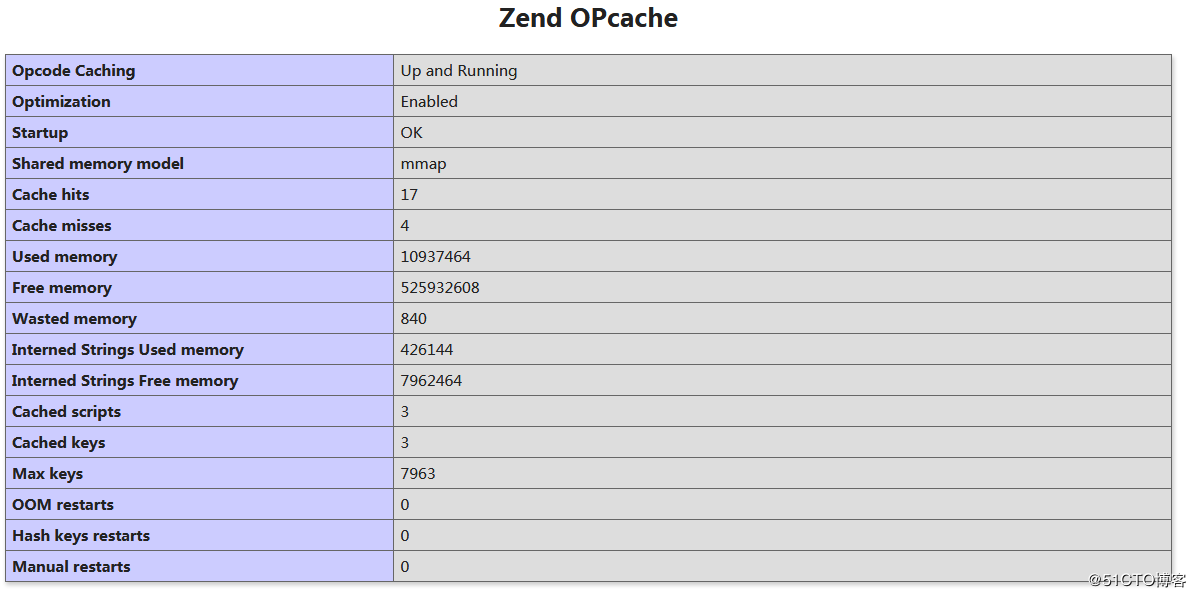 Zend OPcache
Opcode Caching Up and Running
Optimization Enabled
Startup OK
Shared memory model mmap
Cache hits 17
Cache misses 4
Used memory 10937464
Free memory 525932608
Wasted memory 840
Interned Strings Used memory 426144
Interned Strings Free memory 7962464
Cached scripts 3
Cached keys 3
Max keys 7963
OOM restarts 0
Hash keys restarts 0
Manual restarts 0
@51CTO博客